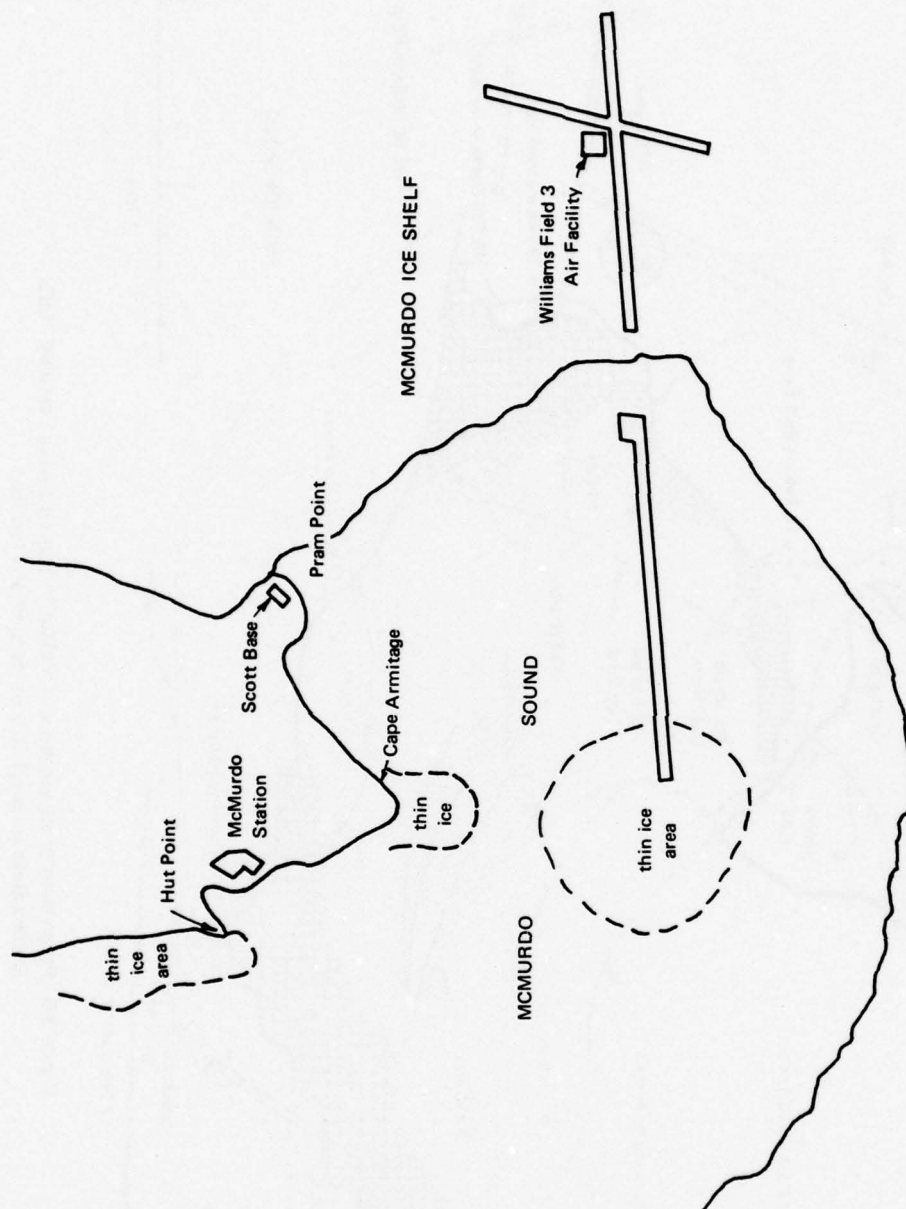 thin
ice
area
Hut Point
McMurdo
Station
Scott Base
Pram Point
Cape Armitage
thin
ice
MCMURDO ICE SHELF
MCMURDO
SOUND
Williams Field 3
Air Facility
thin ice
area